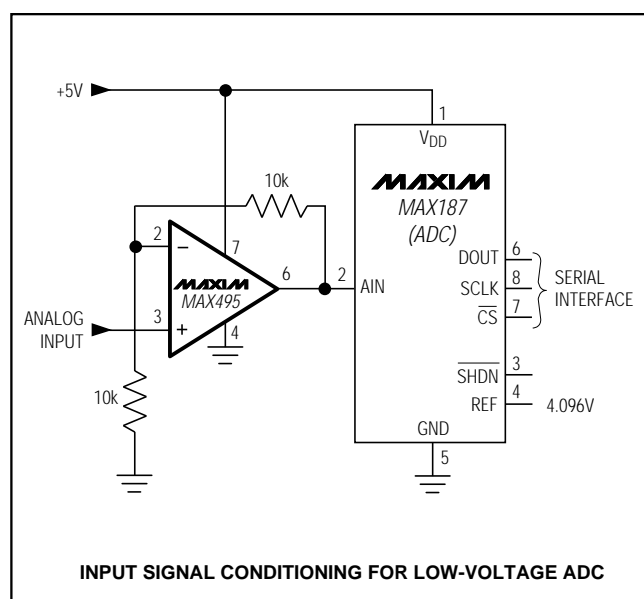 +5V
1
VDD
10k
MAXIM
MAX187
(ADC)
2
−
7
MAXIM
MAX495
6
2
AIN
DOUT
6
SCLK
8
CS
7
SERIAL
INTERFACE
ANALOG
INPUT
3
+
4
10k
SHDN
3
REF
4
4.096V
GND
5
INPUT SIGNAL CONDITIONING FOR LOW-VOLTAGE ADC